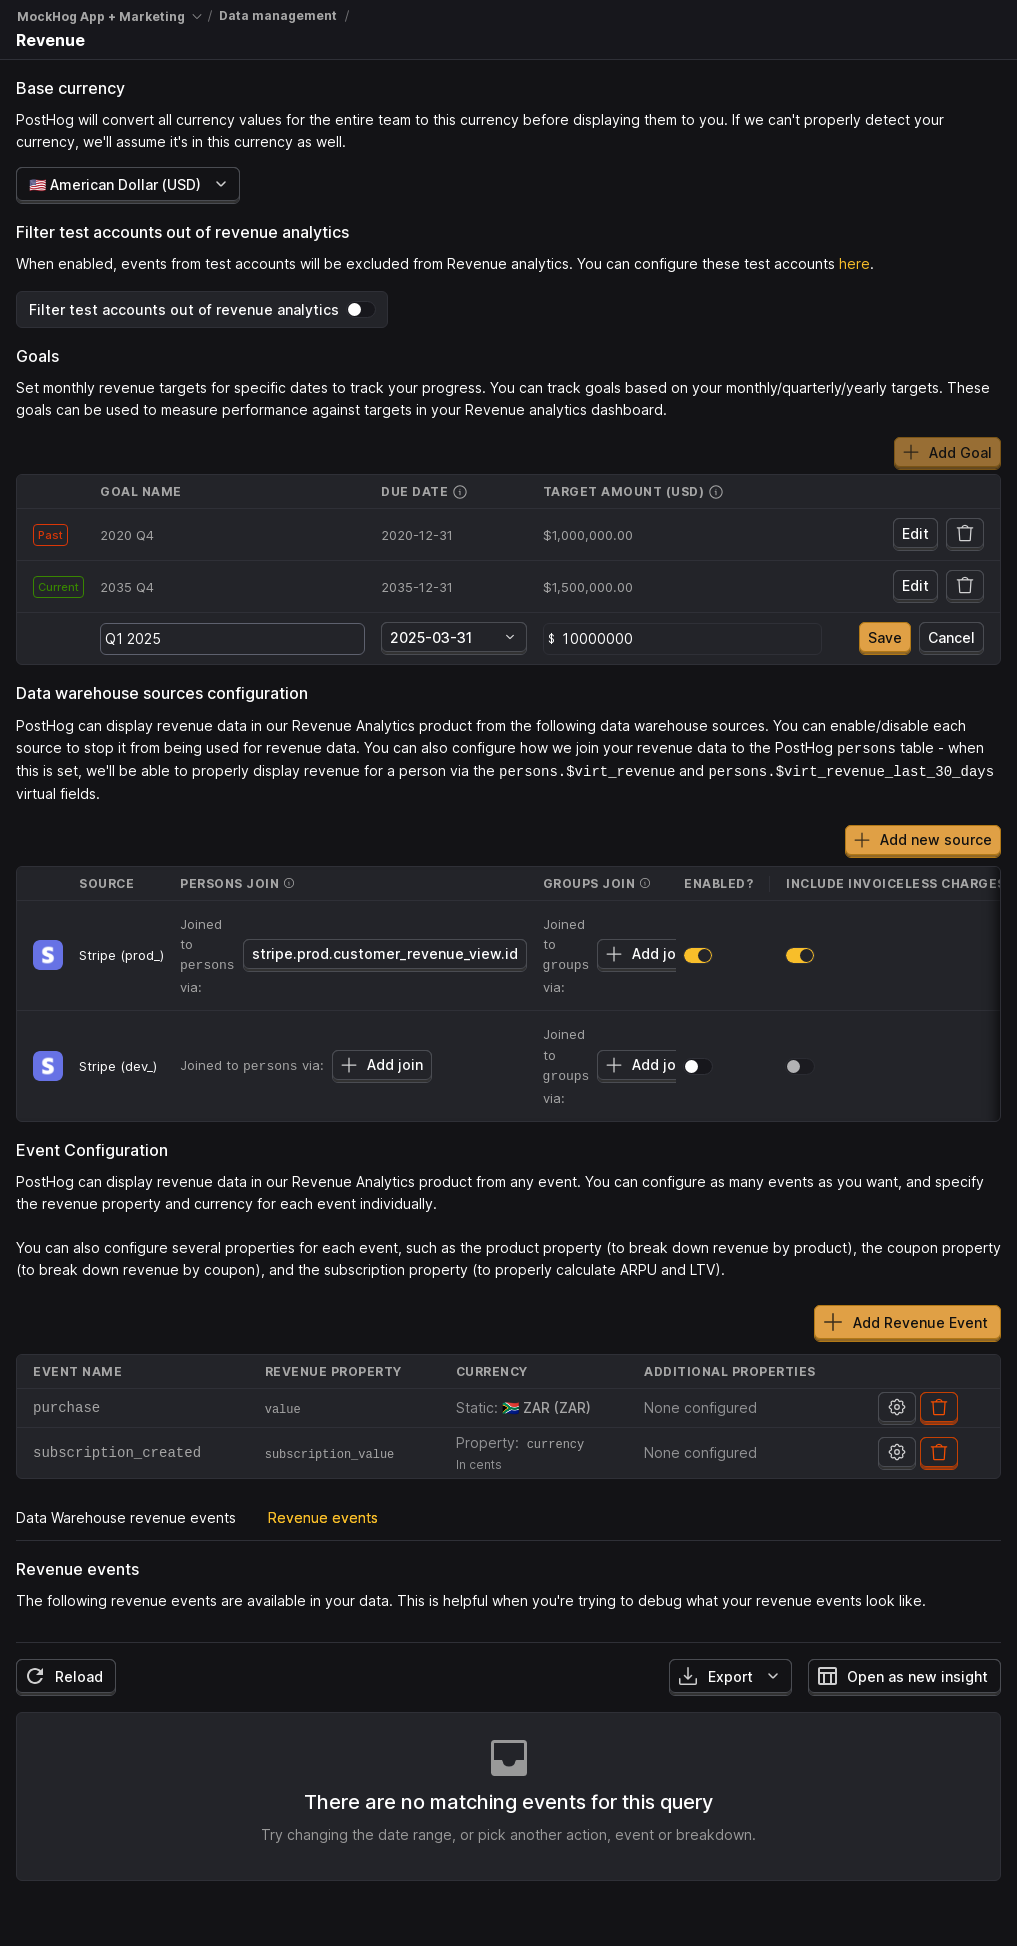 MockHog App + Marketing / Data management /
Revenue
Base currency
PostHog will convert all currency values for the entire team to this currency before displaying them to you. If we can't properly detect your
currency, we'll assume it's in this currency as well.
🇺🇸 American Dollar (USD)
Filter test accounts out of revenue analytics
When enabled, events from test accounts will be excluded from Revenue analytics. You can configure these test accounts here.
Filter test accounts out of revenue analytics
Goals
Set monthly revenue targets for specific dates to track your progress. You can track goals based on your monthly/quarterly/yearly targets. These
goals can be used to measure performance against targets in your Revenue analytics dashboard.
Add Goal
GOAL NAME DUE DATE TARGET AMOUNT (USD)
Past 2020 Q4 2020-12-31 $1,000,000.00 Edit
Current 2035 Q4 2035-12-31 $1,500,000.00 Edit
Q1 2025 2025-03-31 $ 10000000 Save Cancel
Data warehouse sources configuration
PostHog can display revenue data in our Revenue Analytics product from the following data warehouse sources. You can enable/disable each
source to stop it from being used for revenue data. You can also configure how we join your revenue data to the PostHog persons table - when
this is set, we'll be able to properly display revenue for a person via the persons.$virt_revenue and persons.$virt_revenue_last_30_days
virtual fields.
Add new source
SOURCE PERSONS JOIN GROUPS JOIN ENABLED? INCLUDE INVOICELESS CHARGES
S Stripe (prod_) Joined to persons via: stripe.prod.customer_revenue_view.id Joined to groups via: Add jo
S Stripe (dev_) Joined to persons via: Add join Joined to groups via: Add jo
Event Configuration
PostHog can display revenue data in our Revenue Analytics product from any event. You can configure as many events as you want, and specify
the revenue property and currency for each event individually.
You can also configure several properties for each event, such as the product property (to break down revenue by product), the coupon property
(to break down revenue by coupon), and the subscription property (to properly calculate ARPU and LTV).
Add Revenue Event
EVENT NAME REVENUE PROPERTY CURRENCY ADDITIONAL PROPERTIES
purchase value Static: 🇿🇦 ZAR (ZAR) None configured
subscription_created subscription_value Property: currency None configured
In cents
Data Warehouse revenue events Revenue events
Revenue events
The following revenue events are available in your data. This is helpful when you're trying to debug what your revenue events look like.
Reload Export Open as new insight
There are no matching events for this query
Try changing the date range, or pick another action, event or breakdown.